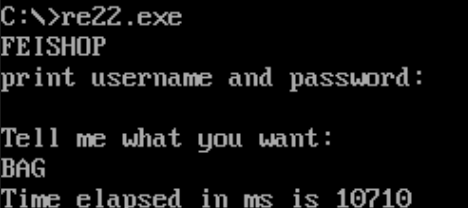 C:\>re22.exe
FEISHOP
print username and password:
Tell me what you want:
BAG
Time elapsed in ms is 10710